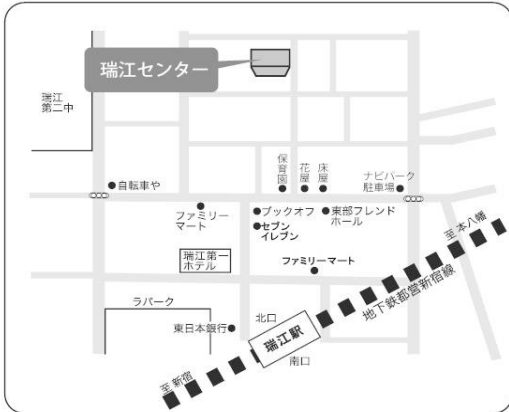 瑞江センター
瑞江
第二中
保育園
花屋
床屋
ナビパーク
駐車場
自転車や
ファミリー
マート
ブックオフ
セブン
イレブン
東部フレンド
ホール
至本八幡
瑞江第一
ホテル
ファミリーマート
地下鉄都営新宿線
ラパーク
東日本銀行
北口
瑞江駅
南口
至新宿